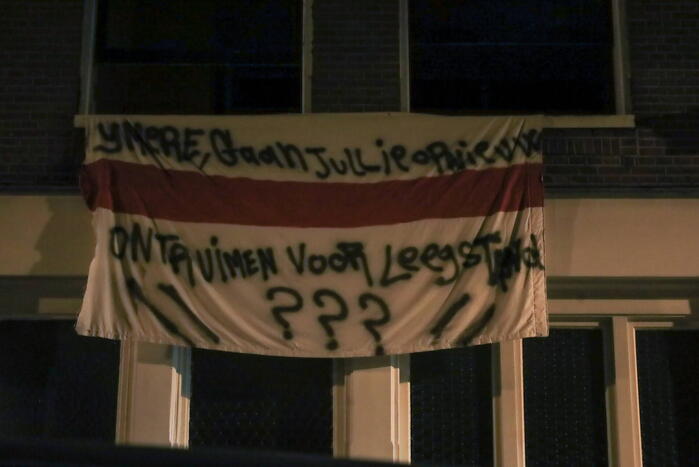 YMERE, Gaan JULLIE OPNIEUW
ONTRUIMEN VOOR LeegSTAND
???